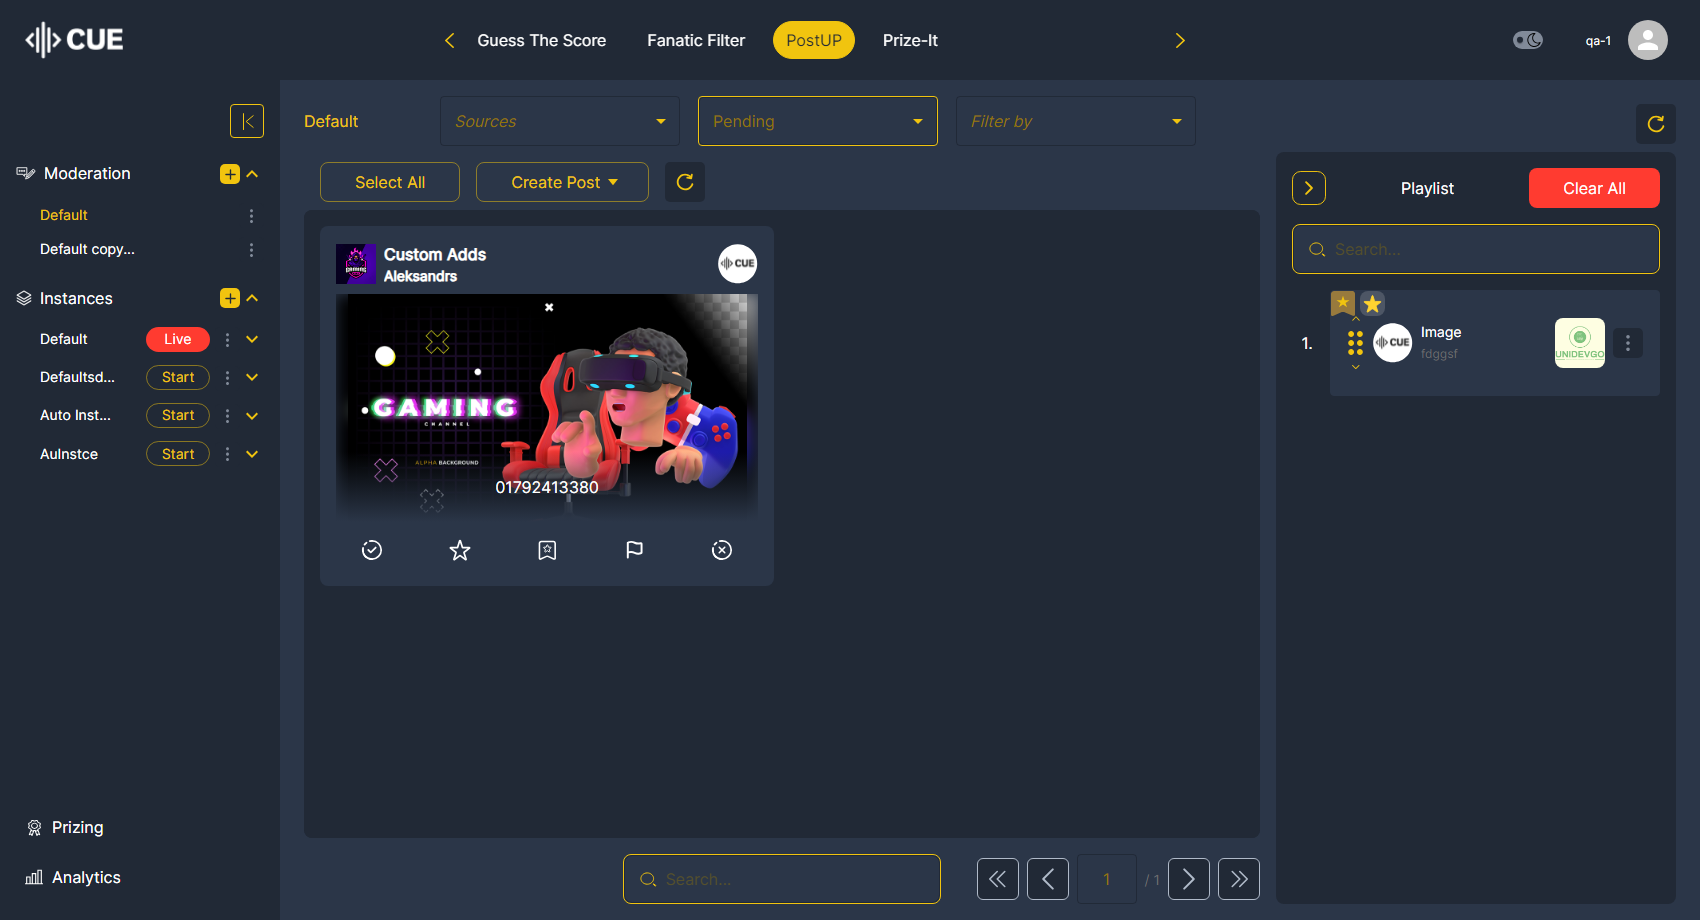 CUE
Guess The Score
Fanatic Filter
PostUP
Prize-It
qa-1
Moderation
Default
Default copy...
Instances
Default
Live
Defaultsd...
Start
Auto Inst...
Start
AuInstce
Start
Prizing
Analytics
Default
Sources
Pending
Filter by
Select All
Create Post
Custom Adds
Aleksandrs
GAMING
CUE
GAMING
CHANNEL
ALPHA BACKGROUND
01792413380
Search...
1
/ 1
Playlist
Clear All
Search...
1.
CUE
Image
fdggsf
UNIDEVGO